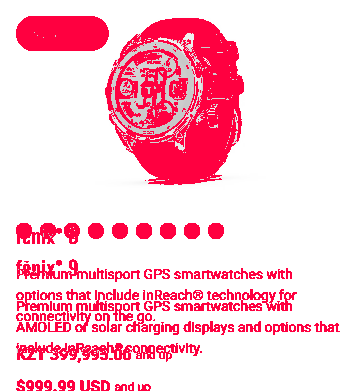 fēnix® 8
fēnix® 9
Premium multisport GPS smartwatches with
options that include inReach® technology for
Premium multisport GPS smartwatches with
connectivity on the go.
AMOLED or solar charging displays and options that
include inReach® connectivity.
KZT 599,995.00 and up
$999.99 USD and up